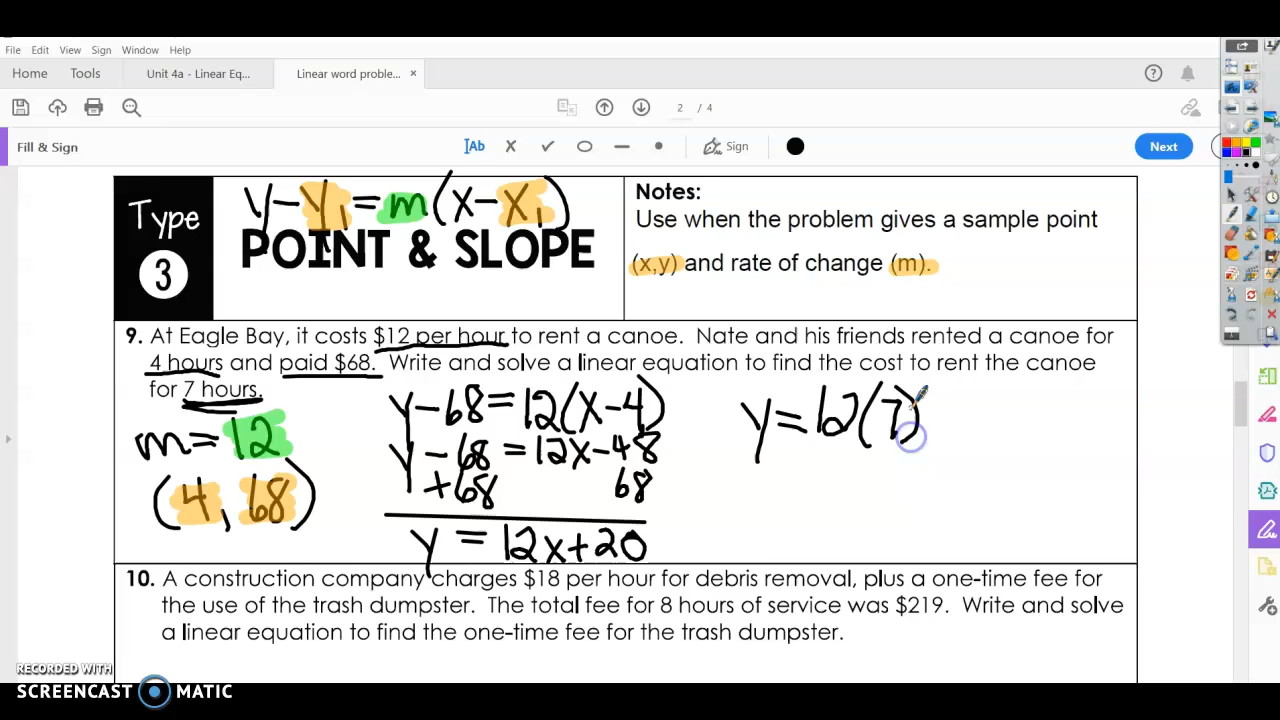 File Edit View Sign Window Help
Home Tools Unit 4a - Linear Eq... Linear word proble... ×
2 / 4
Fill & Sign
Ab Sign Next
Type 3
y - y₁ = m(x - x₁)
POINT & SLOPE
Notes:
Use when the problem gives a sample point
(x,y) and rate of change (m).
9. At Eagle Bay, it costs $12 per hour to rent a canoe. Nate and his friends rented a canoe for
4 hours and paid $68. Write and solve a linear equation to find the cost to rent the canoe
for 7 hours.
m = 12
(4, 68)
y - 68 = 12(x - 4)
y - 68 = 12x - 48
+68 68
y = 12x + 20
y = 12(7)
10. A construction company charges $18 per hour for debris removal, plus a one-time fee for
the use of the trash dumpster. The total fee for 8 hours of service was $219. Write and solve
a linear equation to find the one-time fee for the trash dumpster.
RECORDED WITH
SCREENCAST MATIC